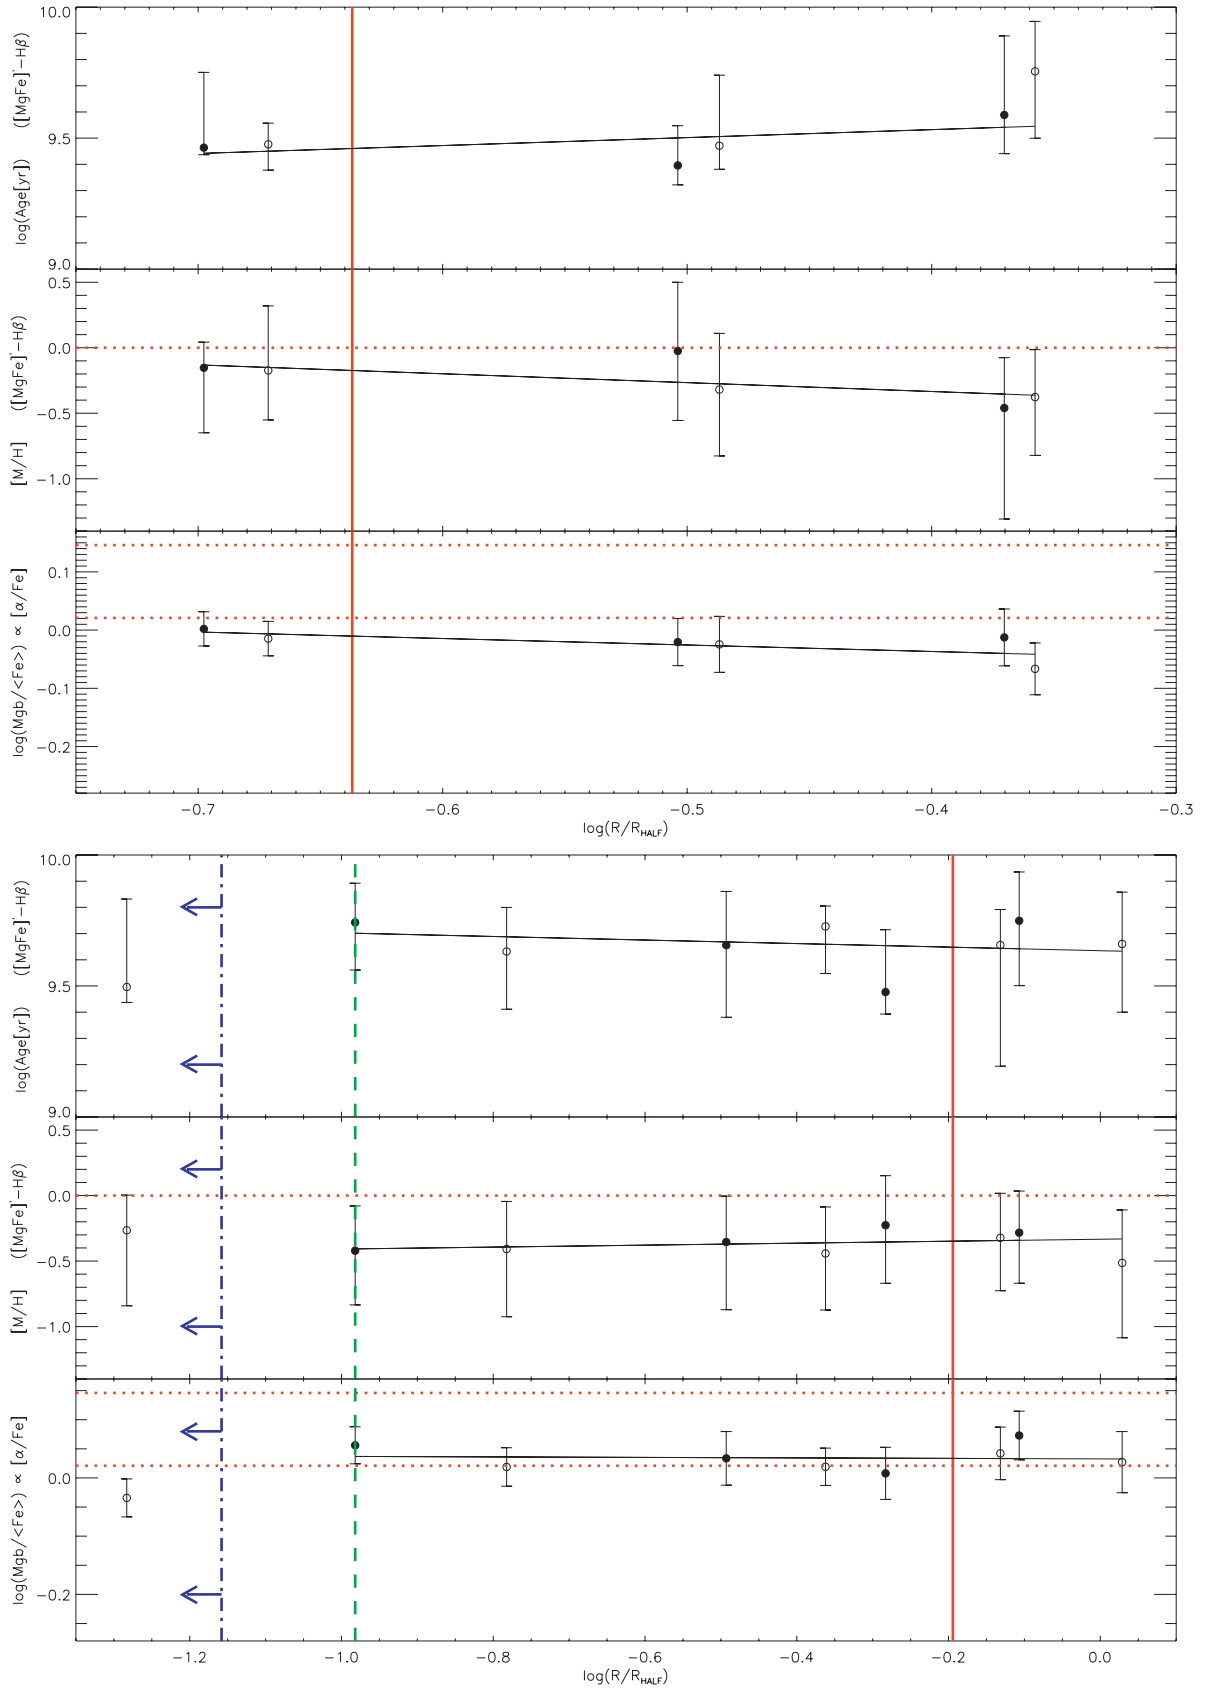 10.0
9.5
9.0
log(Age[yr]) ([MgFe]'−Hβ)
0.5
0.0
−0.5
−1.0
[M/H] ([MgFe]'−Hβ)
0.1
0.0
−0.1
−0.2
log(Mgb/<Fe>) ∝ [α/Fe]
−0.7 −0.6 −0.5 −0.4 −0.3
log(R/R_HALF)
10.0
9.5
9.0
log(Age[yr]) ([MgFe]'−Hβ)
0.5
0.0
−0.5
−1.0
[M/H] ([MgFe]'−Hβ)
0.0
−0.2
log(Mgb/<Fe>) ∝ [α/Fe]
−1.2 −1.0 −0.8 −0.6 −0.4 −0.2 0.0
log(R/R_HALF)